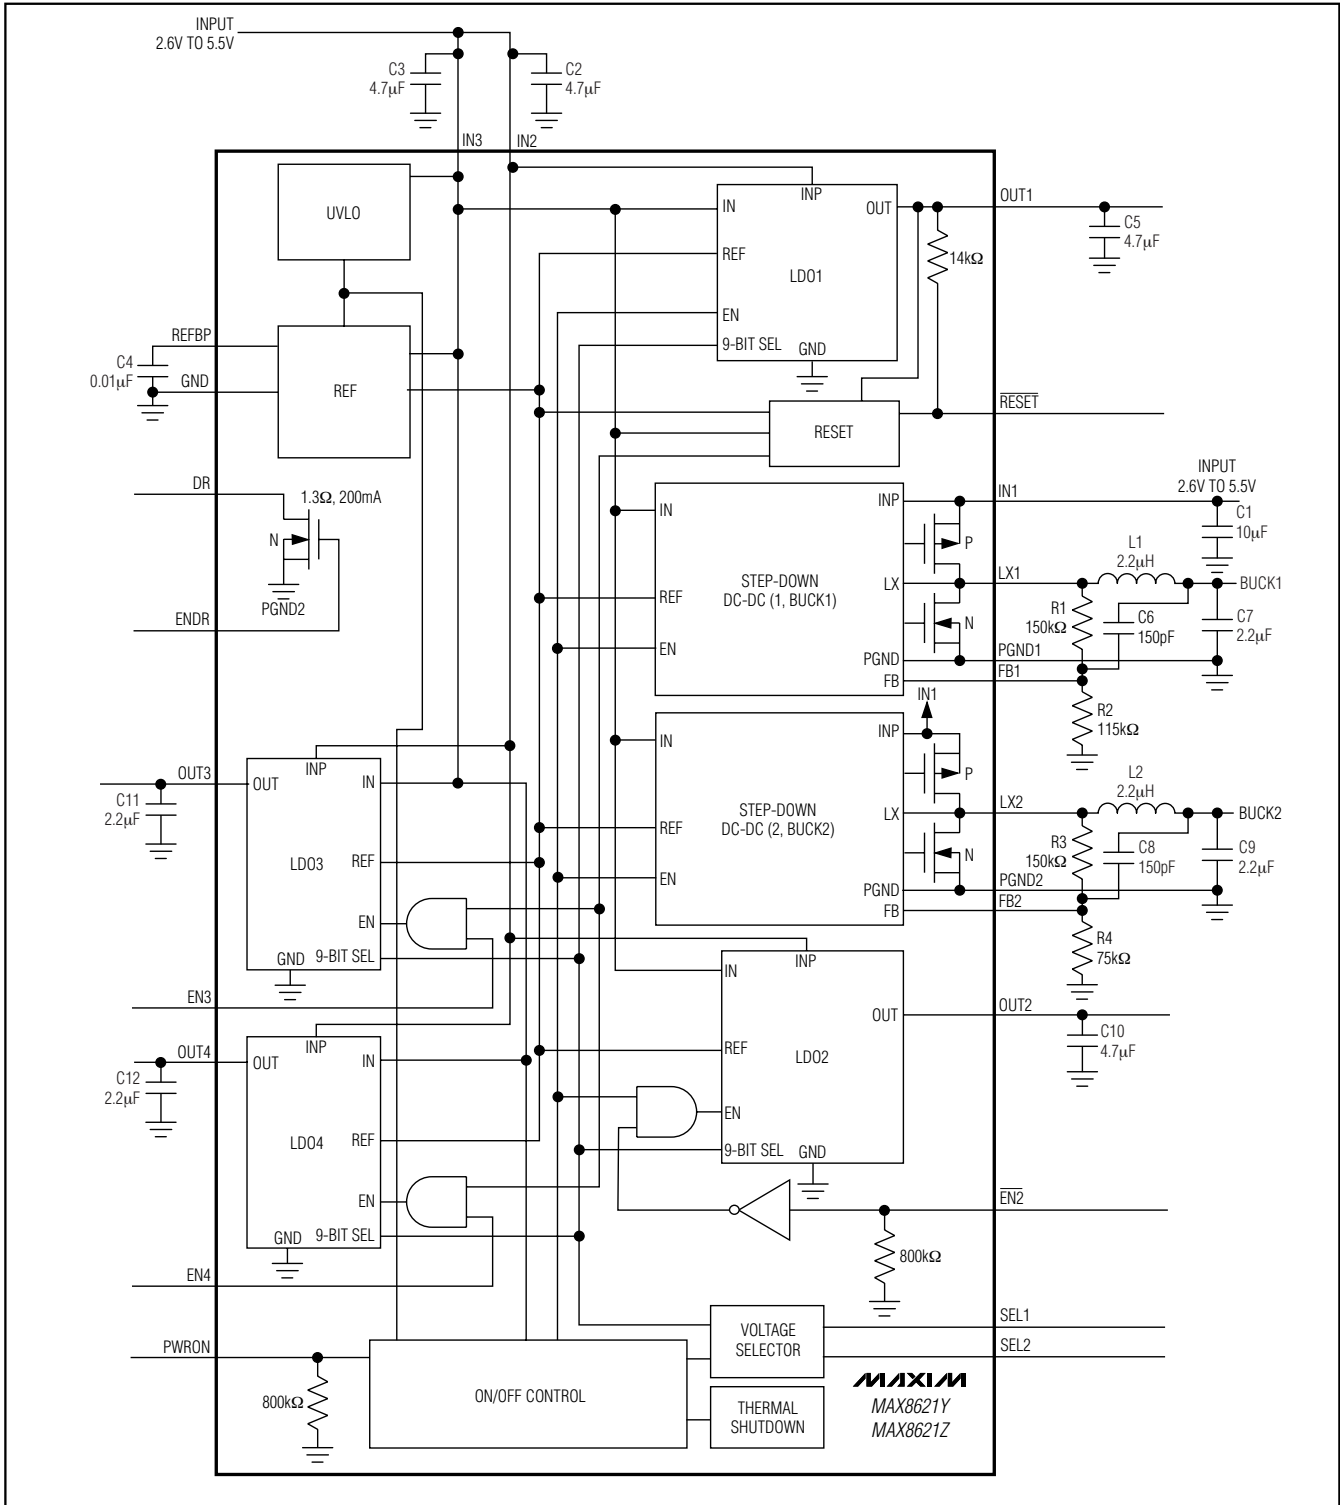 INPUT
2.6V TO 5.5V
C3
4.7µF
C2
4.7µF
IN3
IN2
UVLO
INP
IN
OUT
OUT1
C5
4.7µF
14kΩ
REF
LDO1
EN
9-BIT SEL
GND
REFBP
C4
0.01µF
GND
REF
RESET
RESET
DR
1.3Ω, 200mA
N
PGND2
ENDR
INPUT
2.6V TO 5.5V
IN1
C1
10µF
INP
IN
P
STEP-DOWN
DC-DC (1, BUCK1)
LX
LX1
L1
2.2µH
BUCK1
REF
N
R1
150kΩ
C6
150pF
C7
2.2µF
EN
PGND
PGND1
FB
FB1
R2
115kΩ
IN1
INP
IN
P
STEP-DOWN
DC-DC (2, BUCK2)
LX
LX2
L2
2.2µH
BUCK2
REF
N
R3
150kΩ
C8
150pF
C9
2.2µF
EN
PGND
PGND2
FB
FB2
R4
75kΩ
OUT3
C11
2.2µF
OUT
INP
IN
LDO3
REF
EN
GND
9-BIT SEL
EN3
INP
IN
OUT
OUT2
C10
4.7µF
REF
LDO2
EN
9-BIT SEL
GND
OUT4
C12
2.2µF
OUT
INP
IN
LDO4
REF
EN
GND
9-BIT SEL
EN4
EN2
800kΩ
PWRON
800kΩ
ON/OFF CONTROL
VOLTAGE
SELECTOR
SEL1
SEL2
THERMAL
SHUTDOWN
MAXIM
MAX8621Y
MAX8621Z